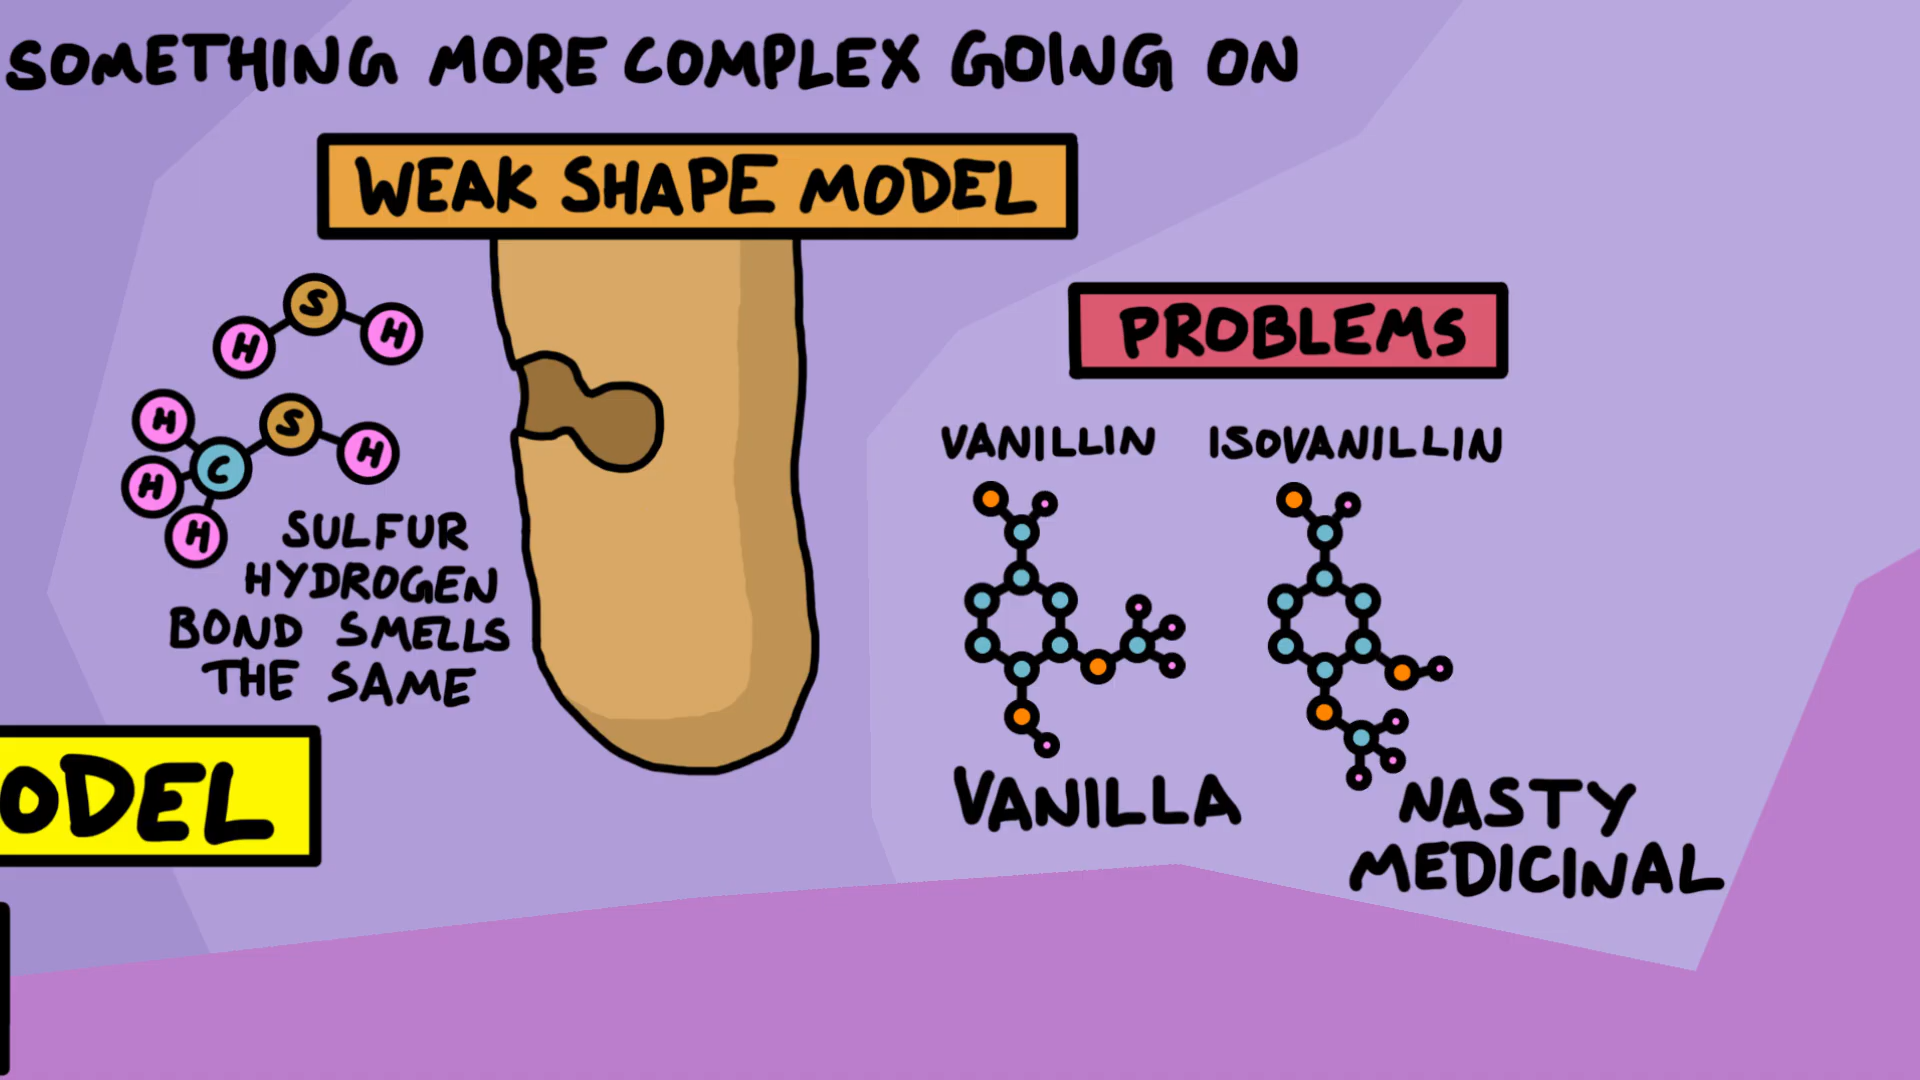 SOMETHING MORE COMPLEX GOING ON
WEAK SHAPE MODEL
S
H
H
H
S
H
C
H
H
SULFUR
HYDROGEN
BOND SMELLS
THE SAME
ODEL
PROBLEMS
VANILLIN
ISOVANILLIN
VANILLA
NASTY
MEDICINAL